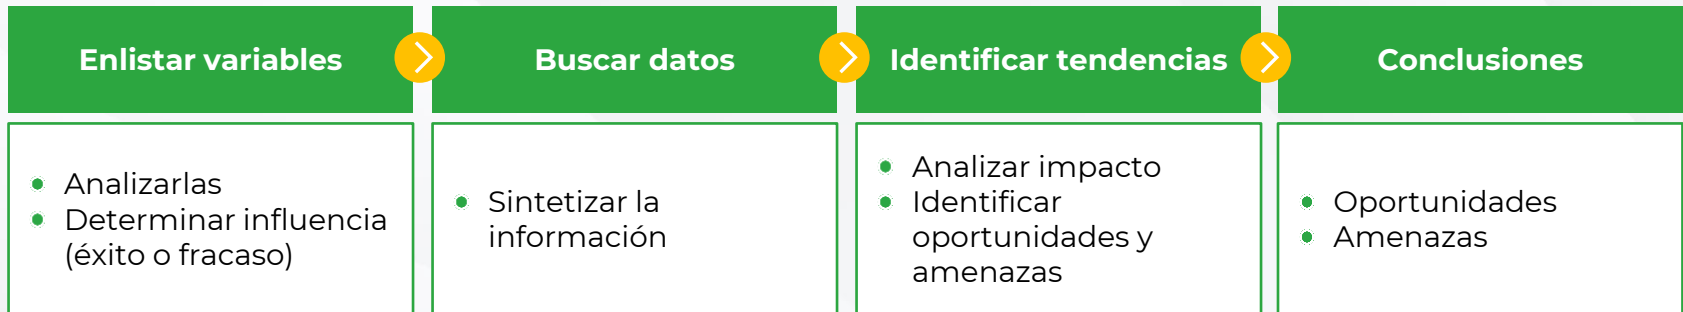 Enlistar variables
Buscar datos
Identificar tendencias
Conclusiones
Analizarlas
Determinar influencia
(éxito o fracaso)
Sintetizar la
información
Analizar impacto
Identificar
oportunidades y
amenazas
Oportunidades
Amenazas